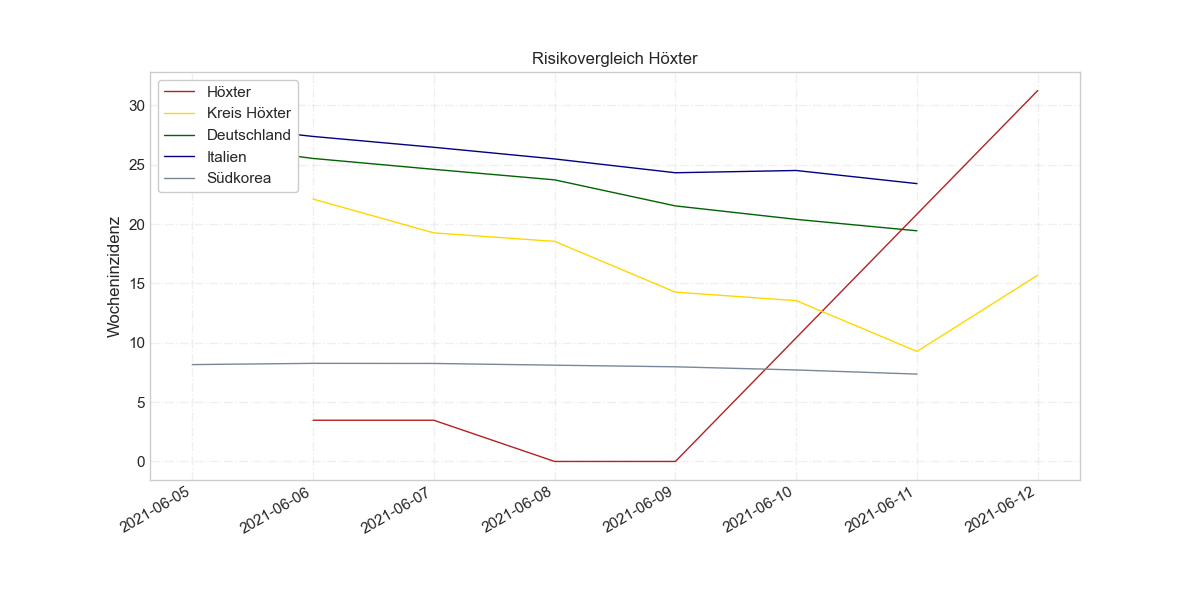 Risikovergleich Höxter
Höxter
Kreis Höxter
Deutschland
Italien
Südkorea
Wocheninzidenz
30
25
20
15
10
5
0
2021-06-05
2021-06-06
2021-06-07
2021-06-08
2021-06-09
2021-06-10
2021-06-11
2021-06-12